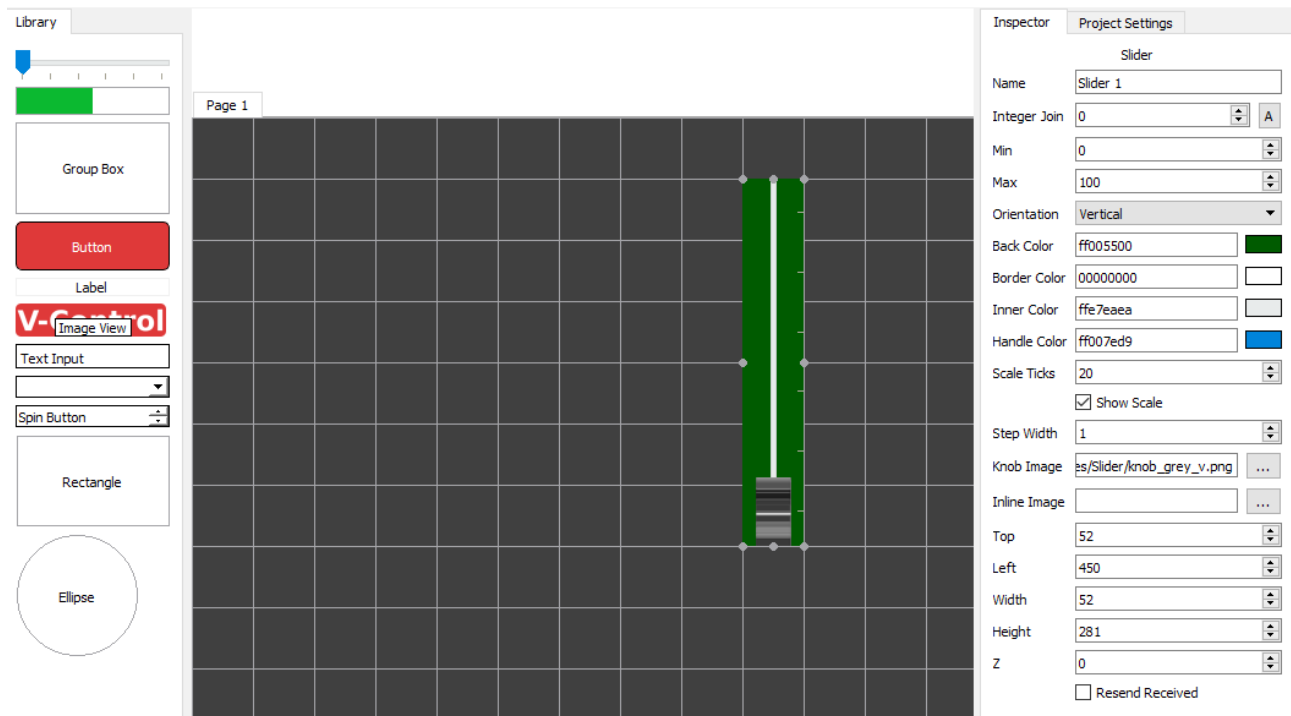 Library
Group Box
Button
Label
V-Control
Image View
Text Input
Spin Button
Rectangle
Ellipse
Page 1
Inspector Project Settings
Slider
Name Slider 1
Integer Join 0 A
Min 0
Max 100
Orientation Vertical
Back Color ff005500
Border Color 00000000
Inner Color ffe7eaea
Handle Color ff007ed9
Scale Ticks 20
Show Scale
Step Width 1
Knob Image es/Slider/knob_grey_v.png ...
Inline Image ...
Top 52
Left 450
Width 52
Height 281
Z 0
Resend Received